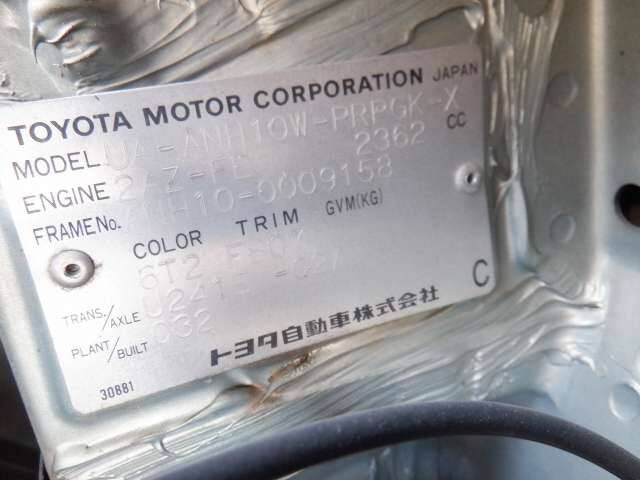 TOYOTA MOTOR CORPORATION JAPAN
MODEL UA-ANH10W-PRPGK-X
ENGINE 2AZ-FE 2362 CC
FRAME No. ANH10-0009158
COLOR TRIM GVM(KG)
6T2
TRANS./AXLE
PLANT/BUILT 032
C
トヨタ自動車株式会社
30881